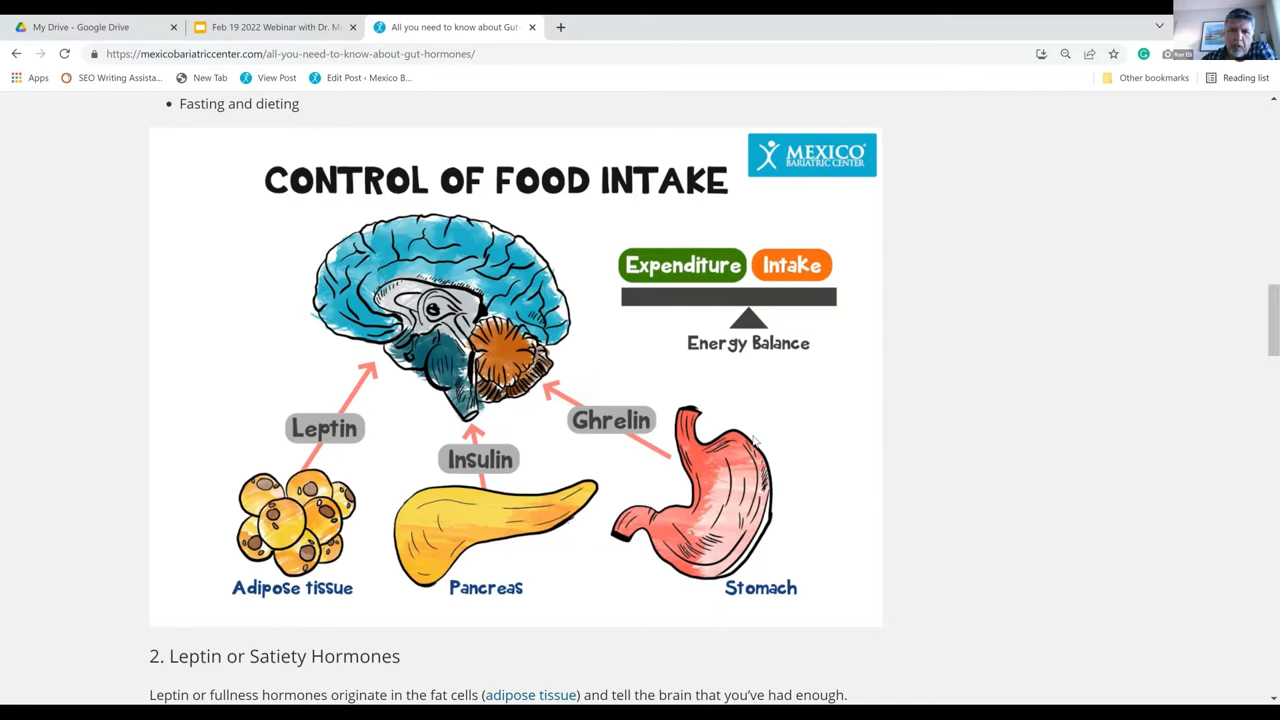 My Drive - Google Drive
Feb 19 2022 Webinar with Dr. M
All you need to know about Gut
https://mexicobariatriccenter.com/all-you-need-to-know-about-gut-hormones/
Ron Elli
Apps
SEO Writing Assista...
New Tab
View Post
Edit Post ‹ Mexico B...
Other bookmarks
Reading list
• Fasting and dieting
MEXICO®
BARIATRIC CENTER
CONTROL OF FOOD INTAKE
Expenditure Intake
Energy Balance
Leptin
Ghrelin
Insulin
Adipose tissue
Pancreas
Stomach
2. Leptin or Satiety Hormones
Leptin or fullness hormones originate in the fat cells (adipose tissue) and tell the brain that you’ve had enough.